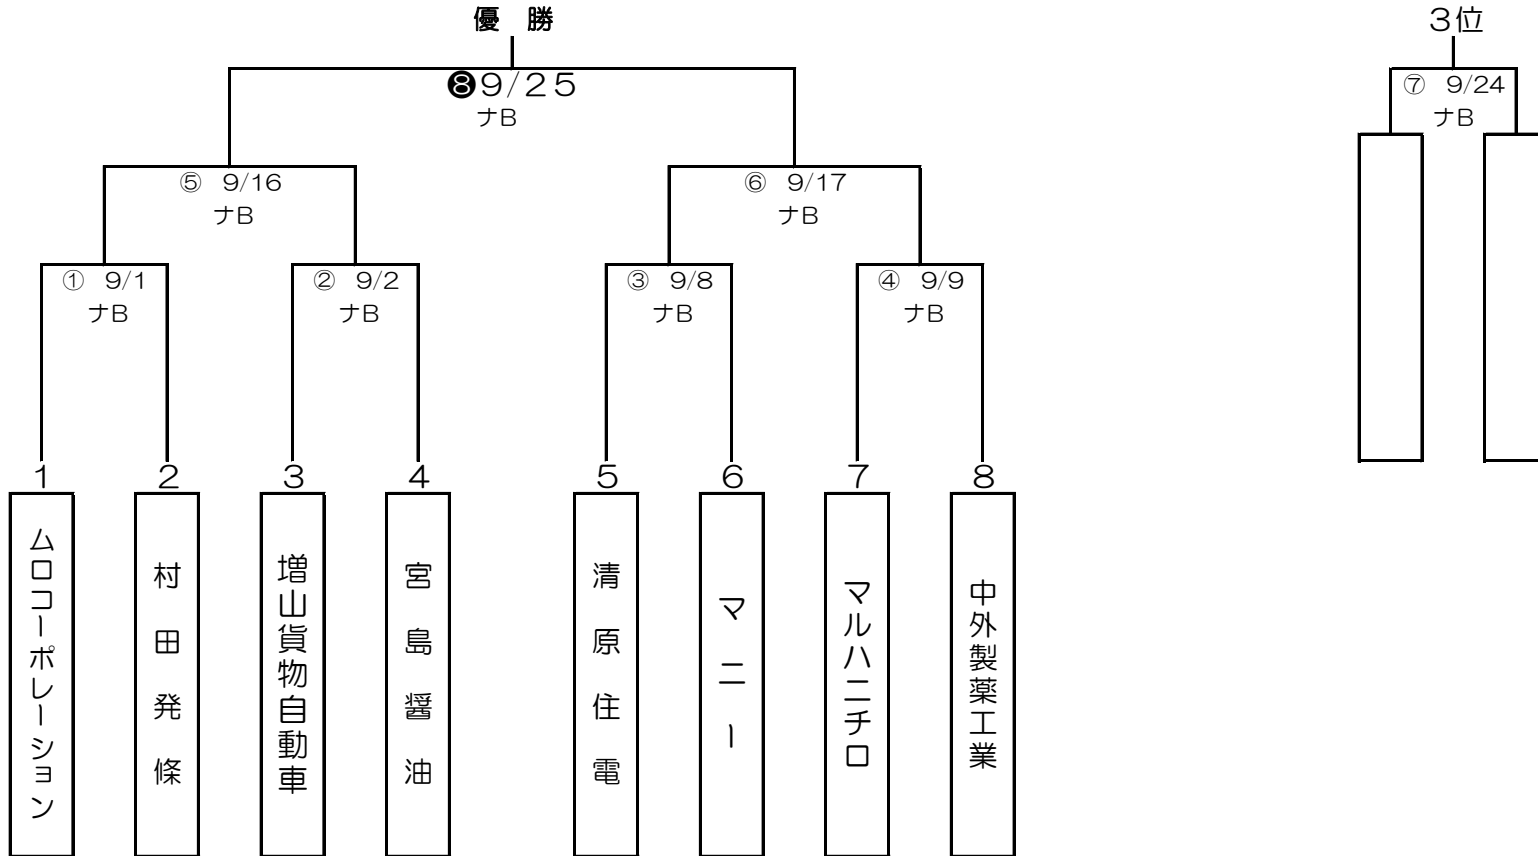 優 勝
3位
❽9/25
ナB
⑦ 9/24
ナB
⑤ 9/16
ナB
⑥ 9/17
ナB
① 9/1
ナB
② 9/2
ナB
③ 9/8
ナB
④ 9/9
ナB
1
2
3
4
5
6
7
8
ムロコーポレーション
村田発條
増山貨物自動車
宮島醤油
清原住電
マニー
マルハニチロ
中外製薬工業